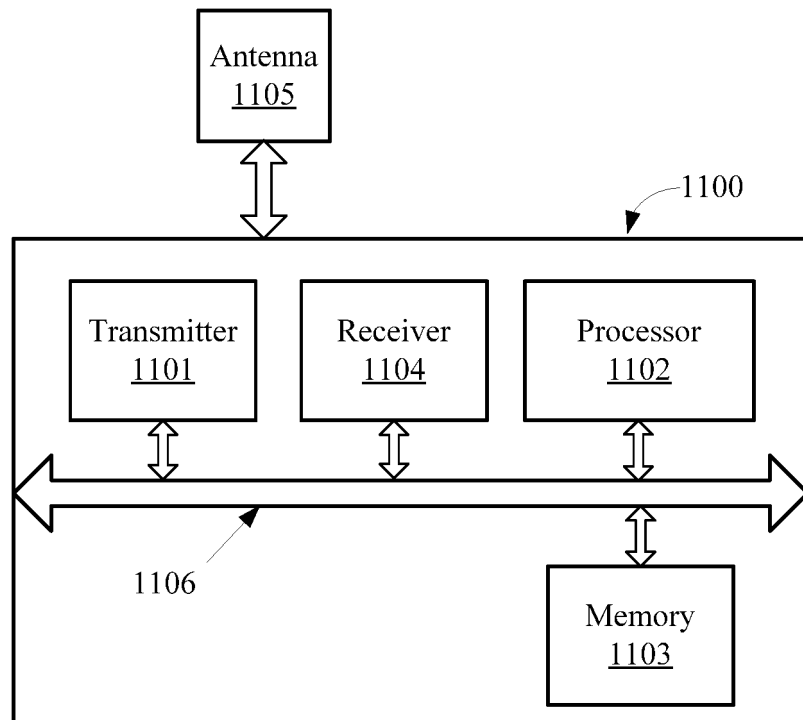 Antenna
1105
1100
Transmitter
1101
Receiver
1104
Processor
1102
1106
Memory
1103